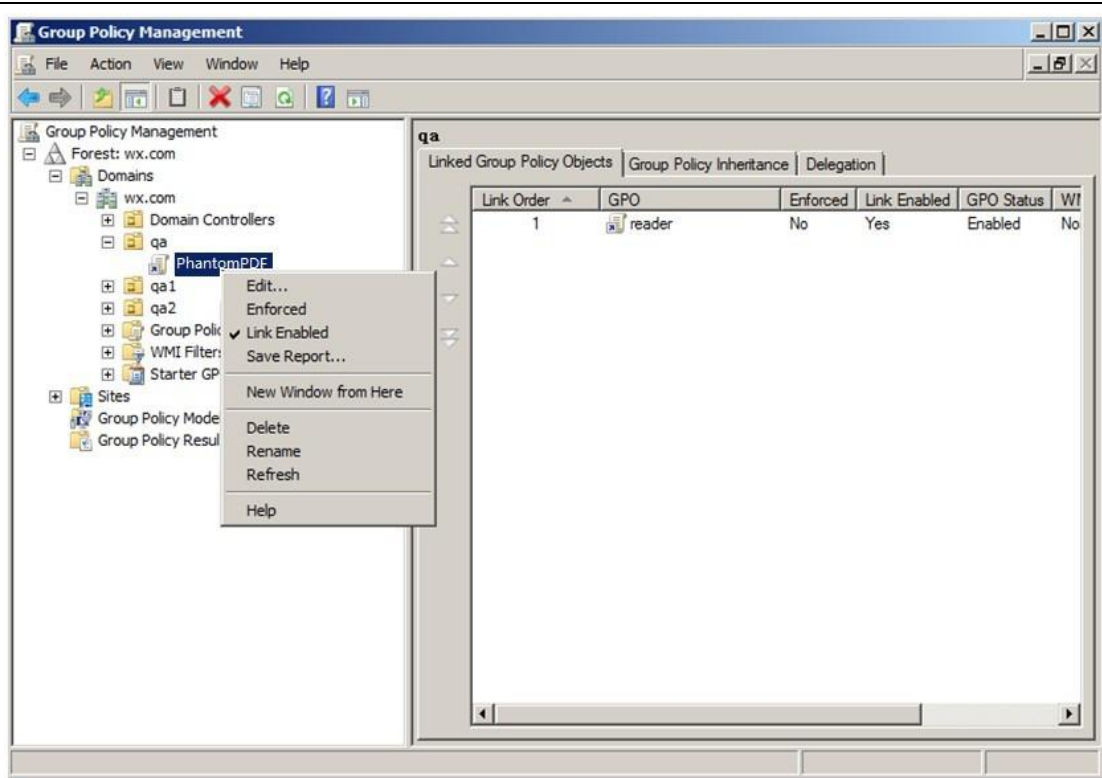 Group Policy Management
File Action View Window Help
Group Policy Management
Forest: wx.com
Domains
wx.com
Domain Controllers
qa
PhantomPDF
qa1
qa2
Group Polic
WMI Filter
Starter GP
Sites
Group Policy Mode
Group Policy Resul
Edit...
Enforced
Link Enabled
Save Report...
New Window from Here
Delete
Rename
Refresh
Help
qa
Linked Group Policy Objects Group Policy Inheritance Delegation
Link Order GPO Enforced Link Enabled GPO Status WI
1 reader No Yes Enabled No